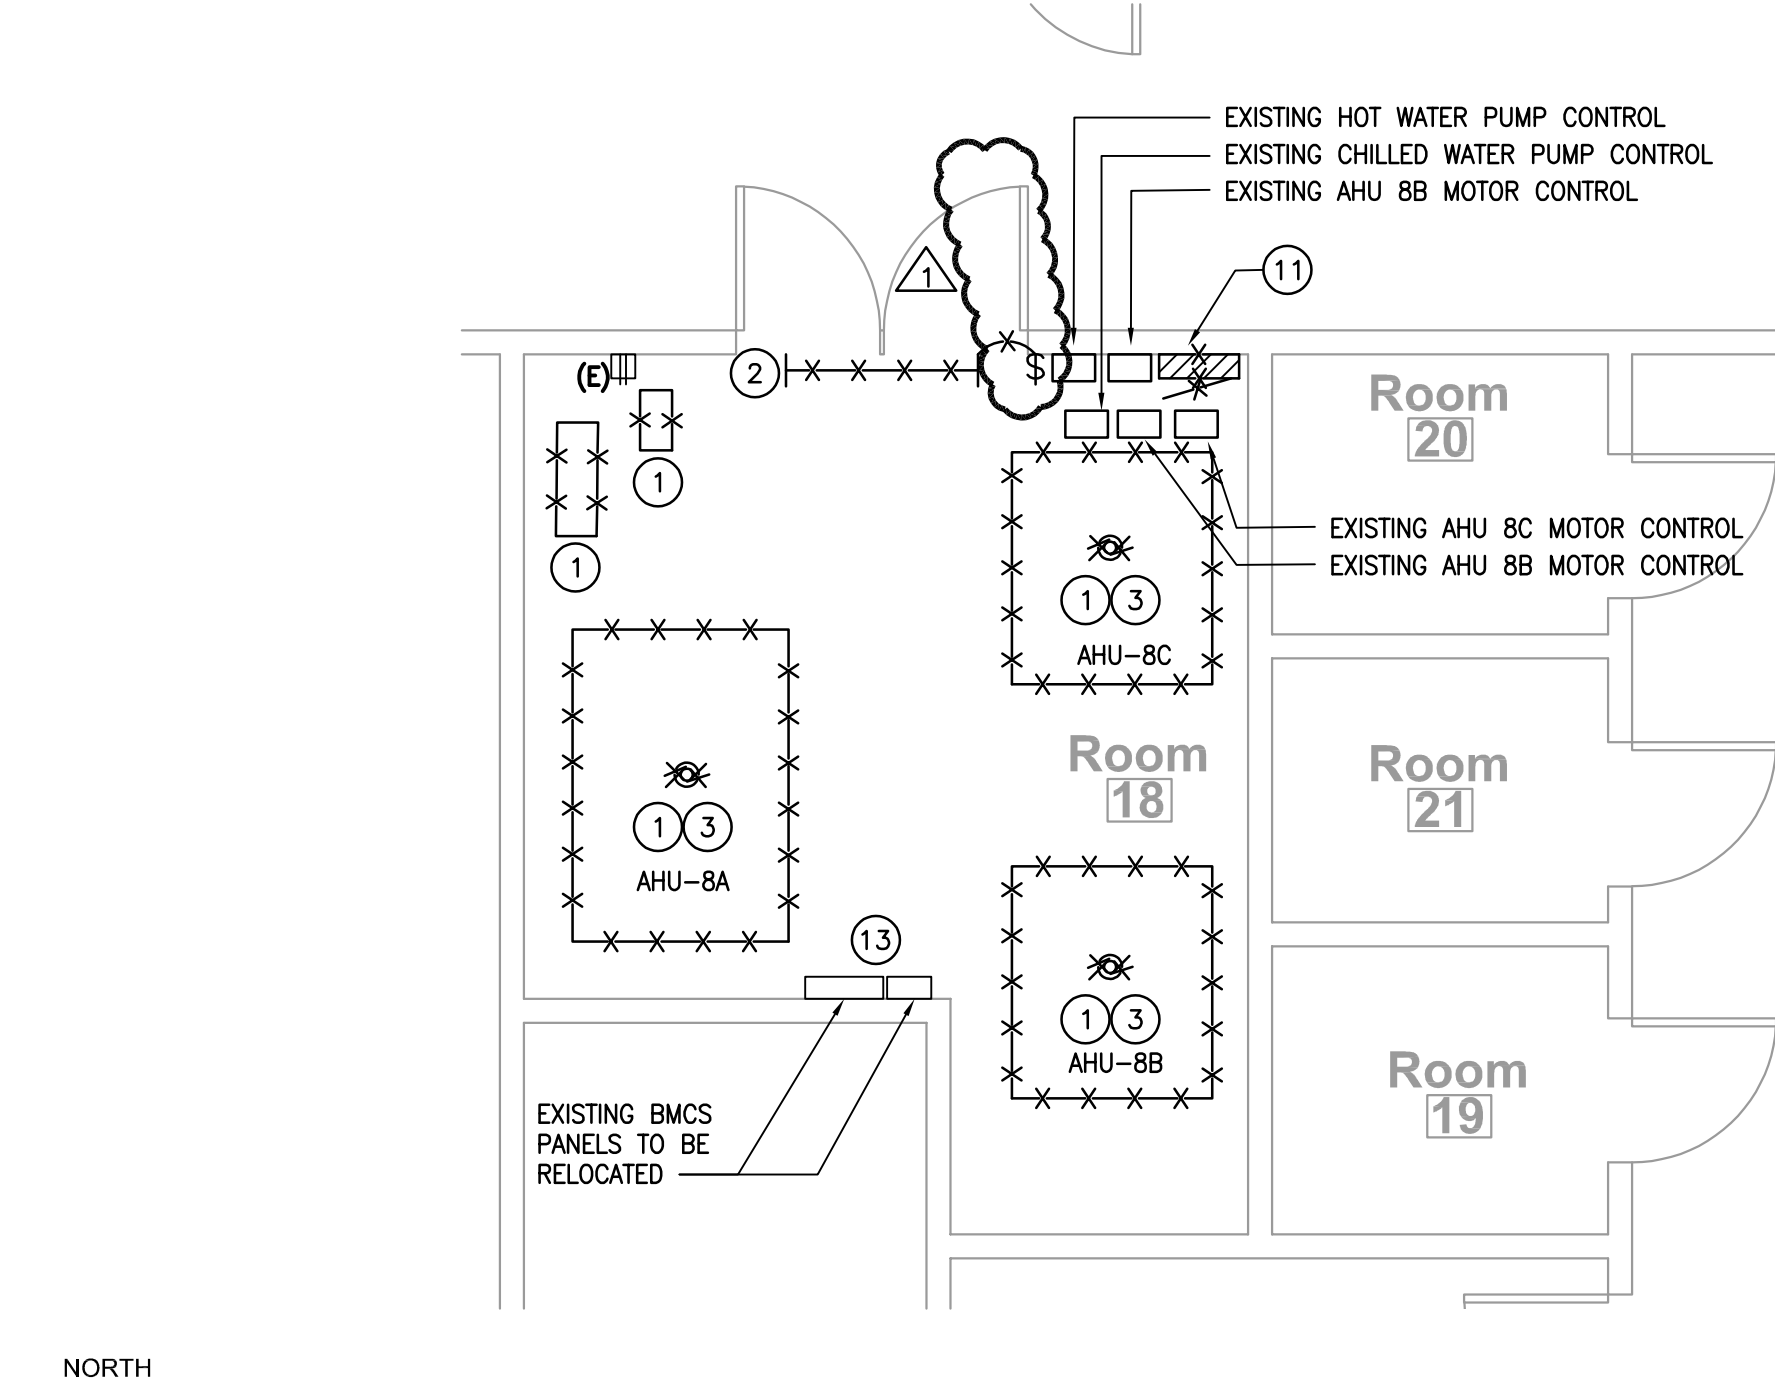 EXISTING HOT WATER PUMP CONTROL
EXISTING CHILLED WATER PUMP CONTROL
EXISTING AHU 8B MOTOR CONTROL
11
1
(E)
2
$
Room
20
1
1
EXISTING AHU 8C MOTOR CONTROL
EXISTING AHU 8B MOTOR CONTROL
1 3
AHU-8C
Room
18
Room
21
1 3
AHU-8A
13
1 3
AHU-8B
Room
19
EXISTING BMCS
PANELS TO BE
RELOCATED
NORTH